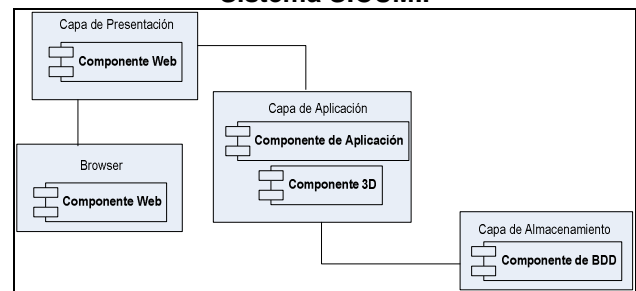 Sistema
Capa de Presentación
Componente Web
Capa de Aplicación
Componente de Aplicación
Componente 3D
Browser
Componente Web
Capa de Almacenamiento
Componente de BDD